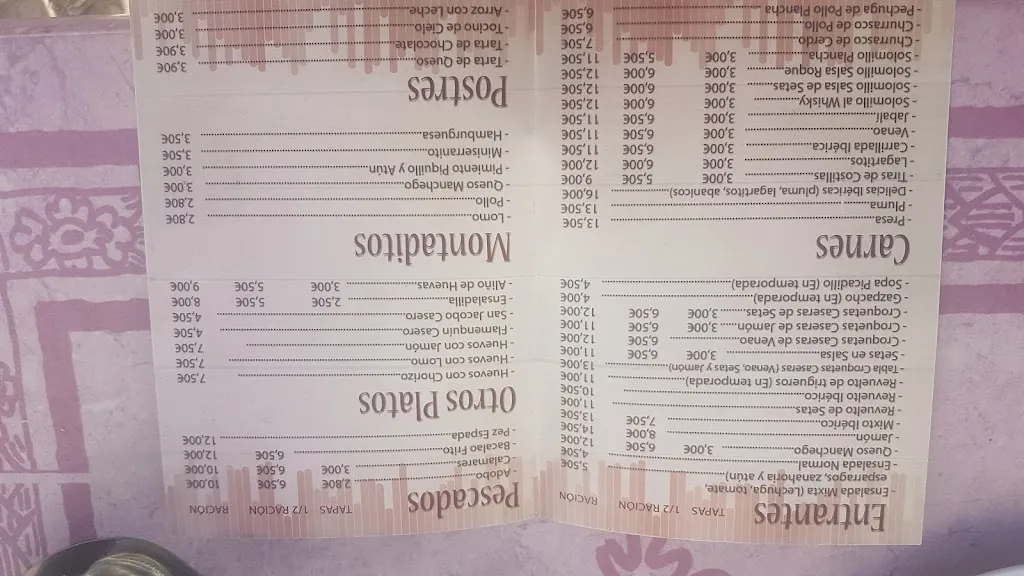 Entrantes TAPAS 1/2 RACIÓN RACIÓN
- Ensalada Mixta (Lechuga, tomate,
esparragos, zanahoria y atún) 5,50€
- Ensalada Normal 4,50€
- Queso Manchego 3,00€ 6,50€ 12,00€
- Jamón 8,00€ 14,50€
- Mixto Ibérico 7,50€ 13,50€
- Revuelto de Setas 11,00€
- Revuelto Ibérico 10,50€
- Revuelto de trigueros (En temporada) 11,00€
- Tabla Croquetas Caseras (Venao, Setas y Jamón) 13,00€
- Setas en Salsa 3,00€ 6,50€ 11,00€
- Croquetas Caseras de Venao 6,50€ 12,00€
- Croquetas Caseras de Jamón 3,00€ 6,50€ 11,00€
- Croquetas Caseras de Setas 3,00€ 6,50€ 12,00€
- Gazpacho (En temporada) 4,00€
- Sopa Picadillo (En temporada) 4,50€
Carnes
- Presa 13,50€
- Pluma 13,50€
- Delicias Ibéricas (pluma, lagartitos, abanicos) 16,00€
- Tiras de Costillas 3,00€ 5,50€ 9,00€
- Lagartitos 3,00€ 6,00€ 12,00€
- Carrillada Ibérica 3,00€ 6,50€ 11,50€
- Venao 3,00€ 6,50€ 11,50€
- Jabalí 3,00€ 6,50€ 11,50€
- Solomillo al Whisky 3,00€ 6,00€ 12,50€
- Solomillo Salsa de Setas 3,00€ 6,00€ 12,50€
- Solomillo Salsa Roque 3,00€ 6,00€ 12,50€
- Solomillo Plancha 3,00€ 5,50€ 11,50€
- Churrasco de Cerdo 7,50€
- Churrasco de Pollo 6,50€
- Pechuga de Pollo Plancha 6,50€
Pescados TAPAS 1/2 RACIÓN RACIÓN
- Adobo 2,80€ 6,50€ 10,00€
- Calamares 3,00€ 6,50€ 10,00€
- Bacalao Frito 6,50€ 12,00€
- Pez Espada 12,00€
Otros Platos
- Huevos con Chorizo 7,50€
- Huevos con Lomo 7,50€
- Huevos con Jamón 7,50€
- Flamenquín Casero 4,50€
- San Jacobo Casero 4,50€
- Ensaladilla 2,50€ 5,50€ 8,00€
- Aliño de Huevas 3,00€ 5,50€ 9,00€
Montaditos
- Lomo 2,80€
- Pollo 2,80€
- Queso Manchego 3,00€
- Pimiento Piquillo y Atún 3,00€
- Miniserranito 3,50€
- Hamburguesa 3,50€
Postres
- Tarta de Queso 3,90€
- Tarta de Chocolate 3,90€
- Tocino de Cielo 3,00€
- Arroz con Leche 3,00€